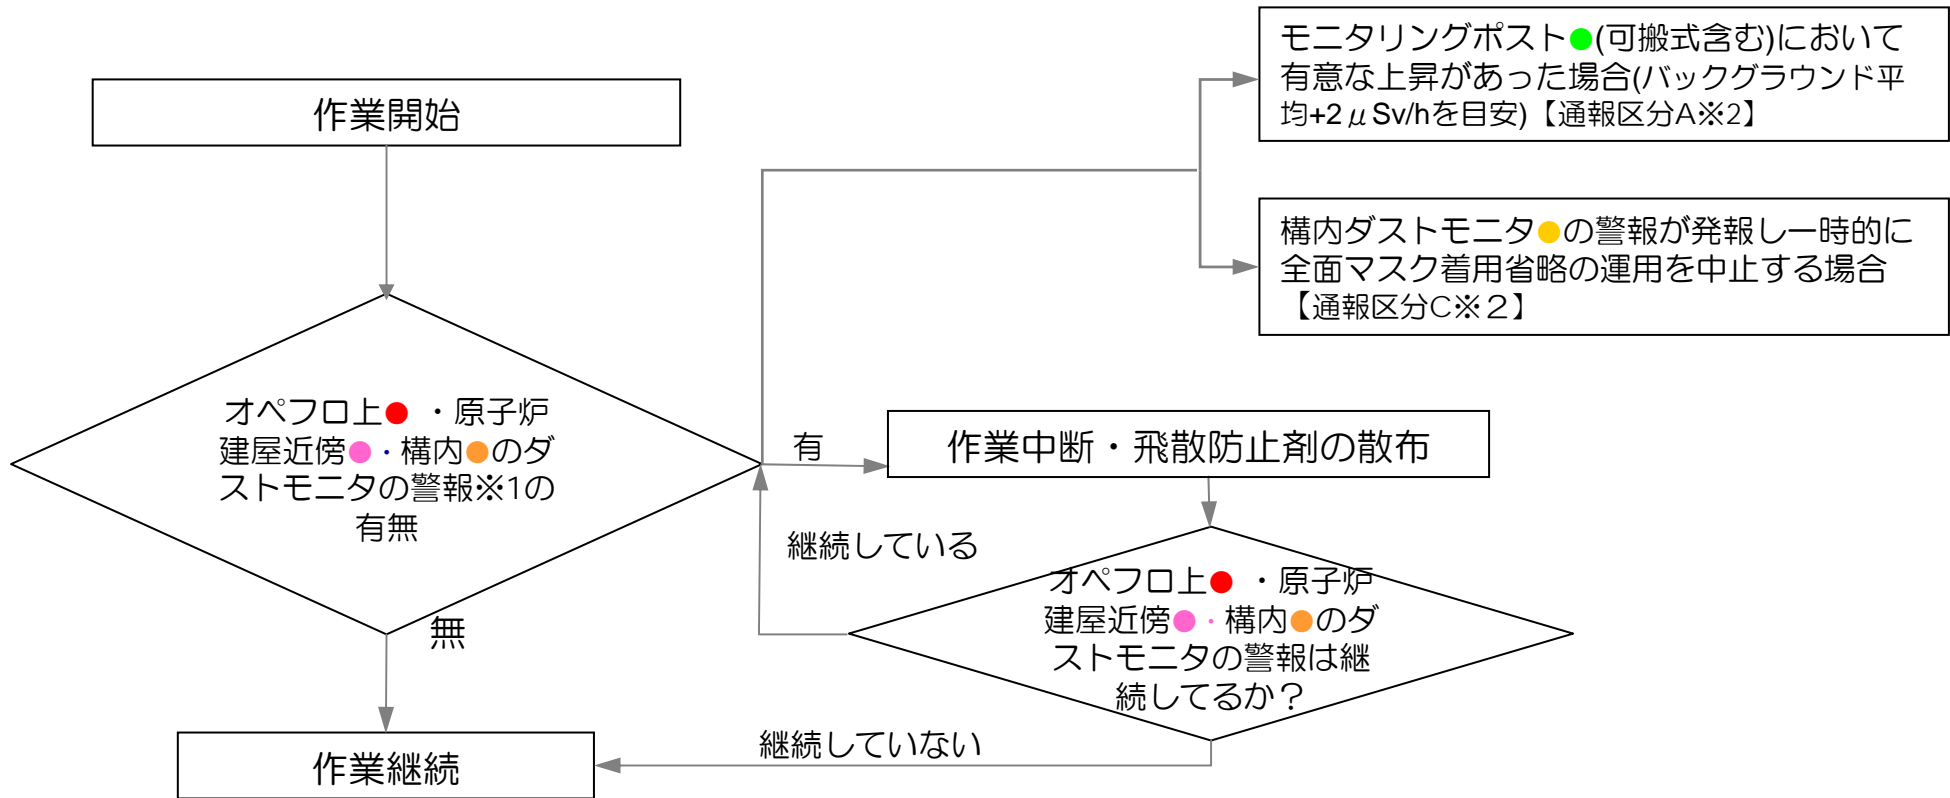 作業開始
モニタリングポスト●(可搬式含む)において
有意な上昇があった場合(バックグラウンド平
均+2μSv/hを目安)【通報区分A※2】
構内ダストモニタ●の警報が発報し一時的に
全面マスク着用省略の運用を中止する場合
【通報区分C※２】
オペフロ上● ・原子炉
建屋近傍●・構内●のダ
ストモニタの警報※1の
有無
有
作業中断・飛散防止剤の散布
継続している
オペフロ上● ・原子炉
建屋近傍●・構内●のダ
ストモニタの警報は継
続してるか？
無
継続していない
作業継続